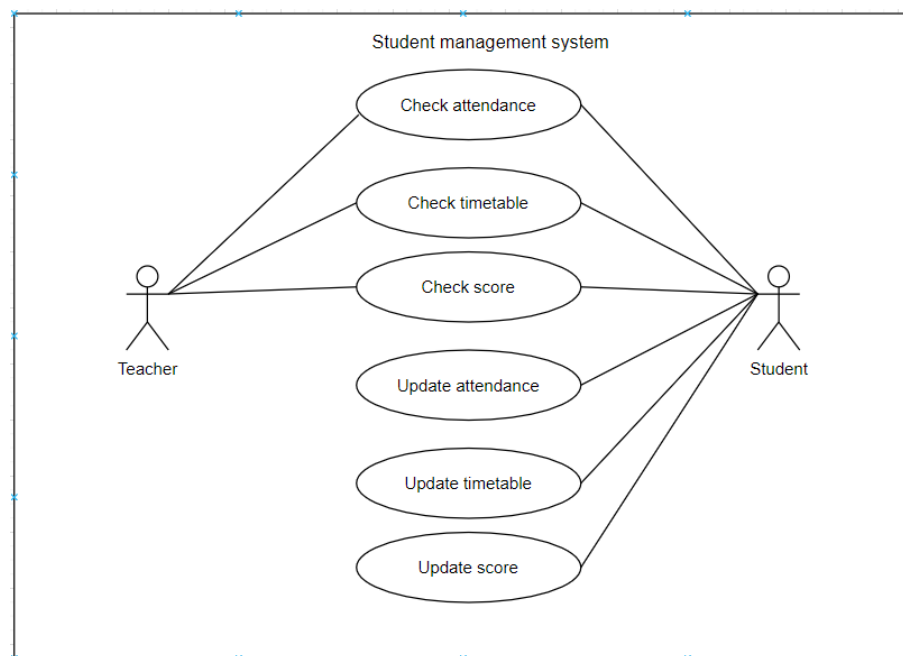 Student management system
Check attendance
Check timetable
Check score
Teacher
Student
Update attendance
Update timetable
Update score